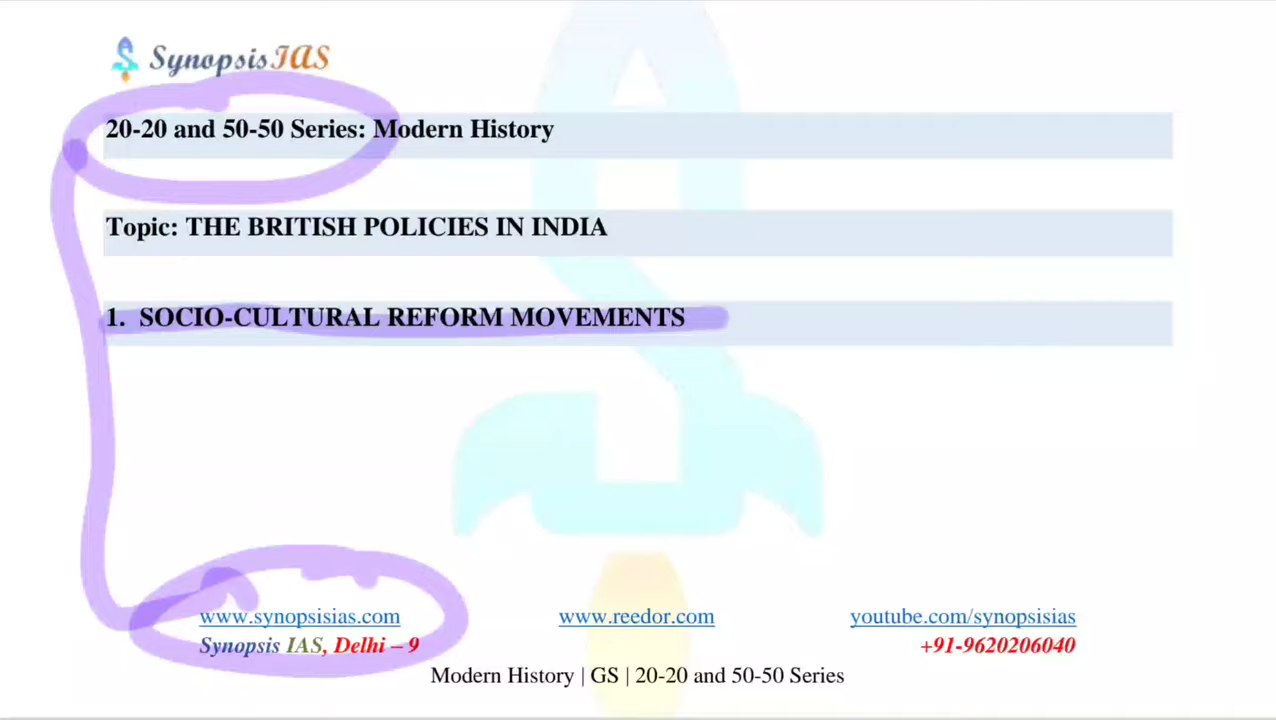 SynopsisIAS
20-20 and 50-50 Series: Modern History
Topic: THE BRITISH POLICIES IN INDIA
1. SOCIO-CULTURAL REFORM MOVEMENTS
www.synopsisias.com www.reedor.com youtube.com/synopsisias
Synopsis IAS, Delhi – 9 +91-9620206040
Modern History | GS | 20-20 and 50-50 Series